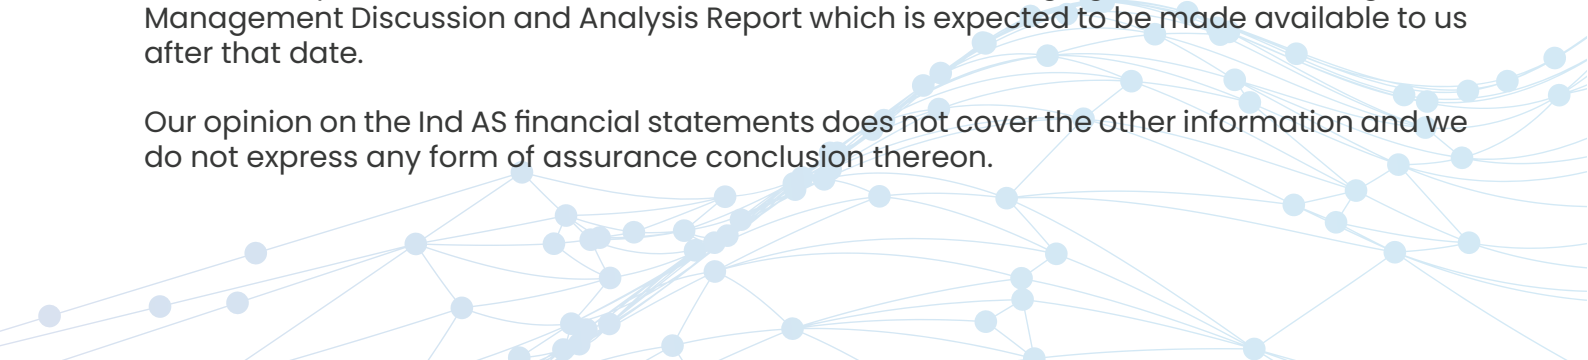 Management Discussion and Analysis Report which is expected to be made available to us
after that date.
Our opinion on the Ind AS financial statements does not cover the other information and we
do not express any form of assurance conclusion thereon.